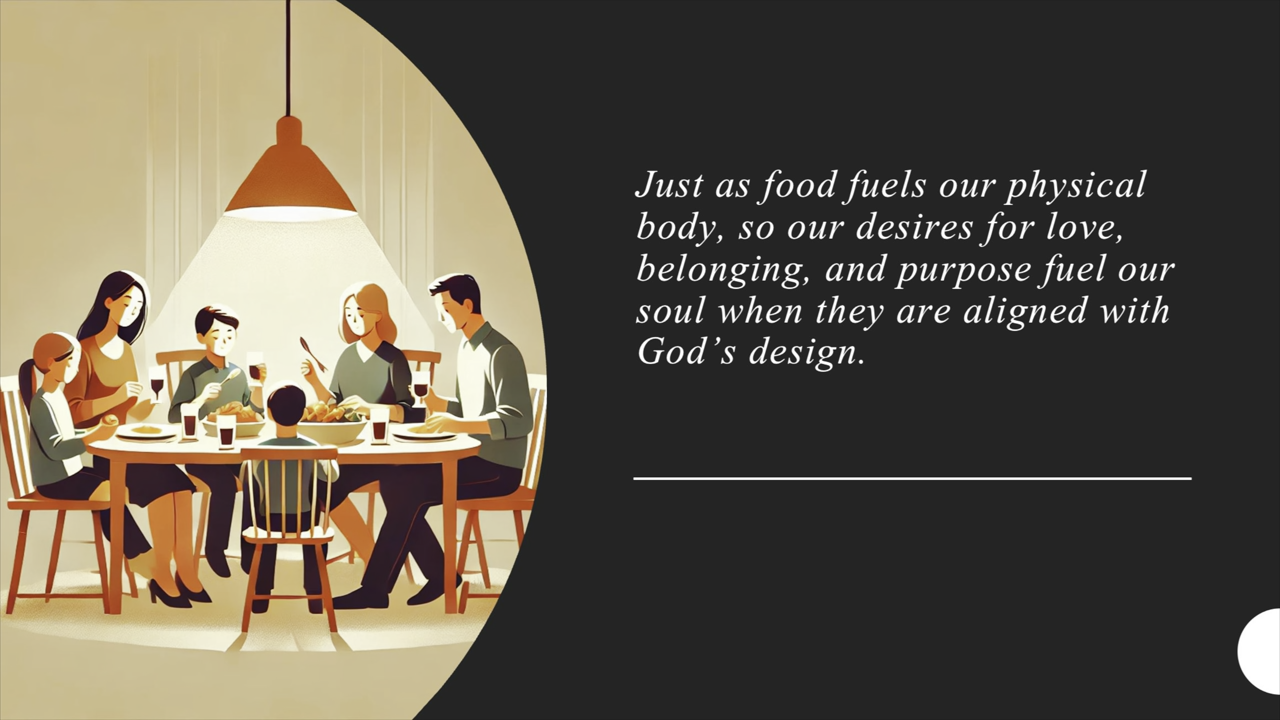 Just as food fuels our physical
body, so our desires for love,
belonging, and purpose fuel our
soul when they are aligned with
God’s design.